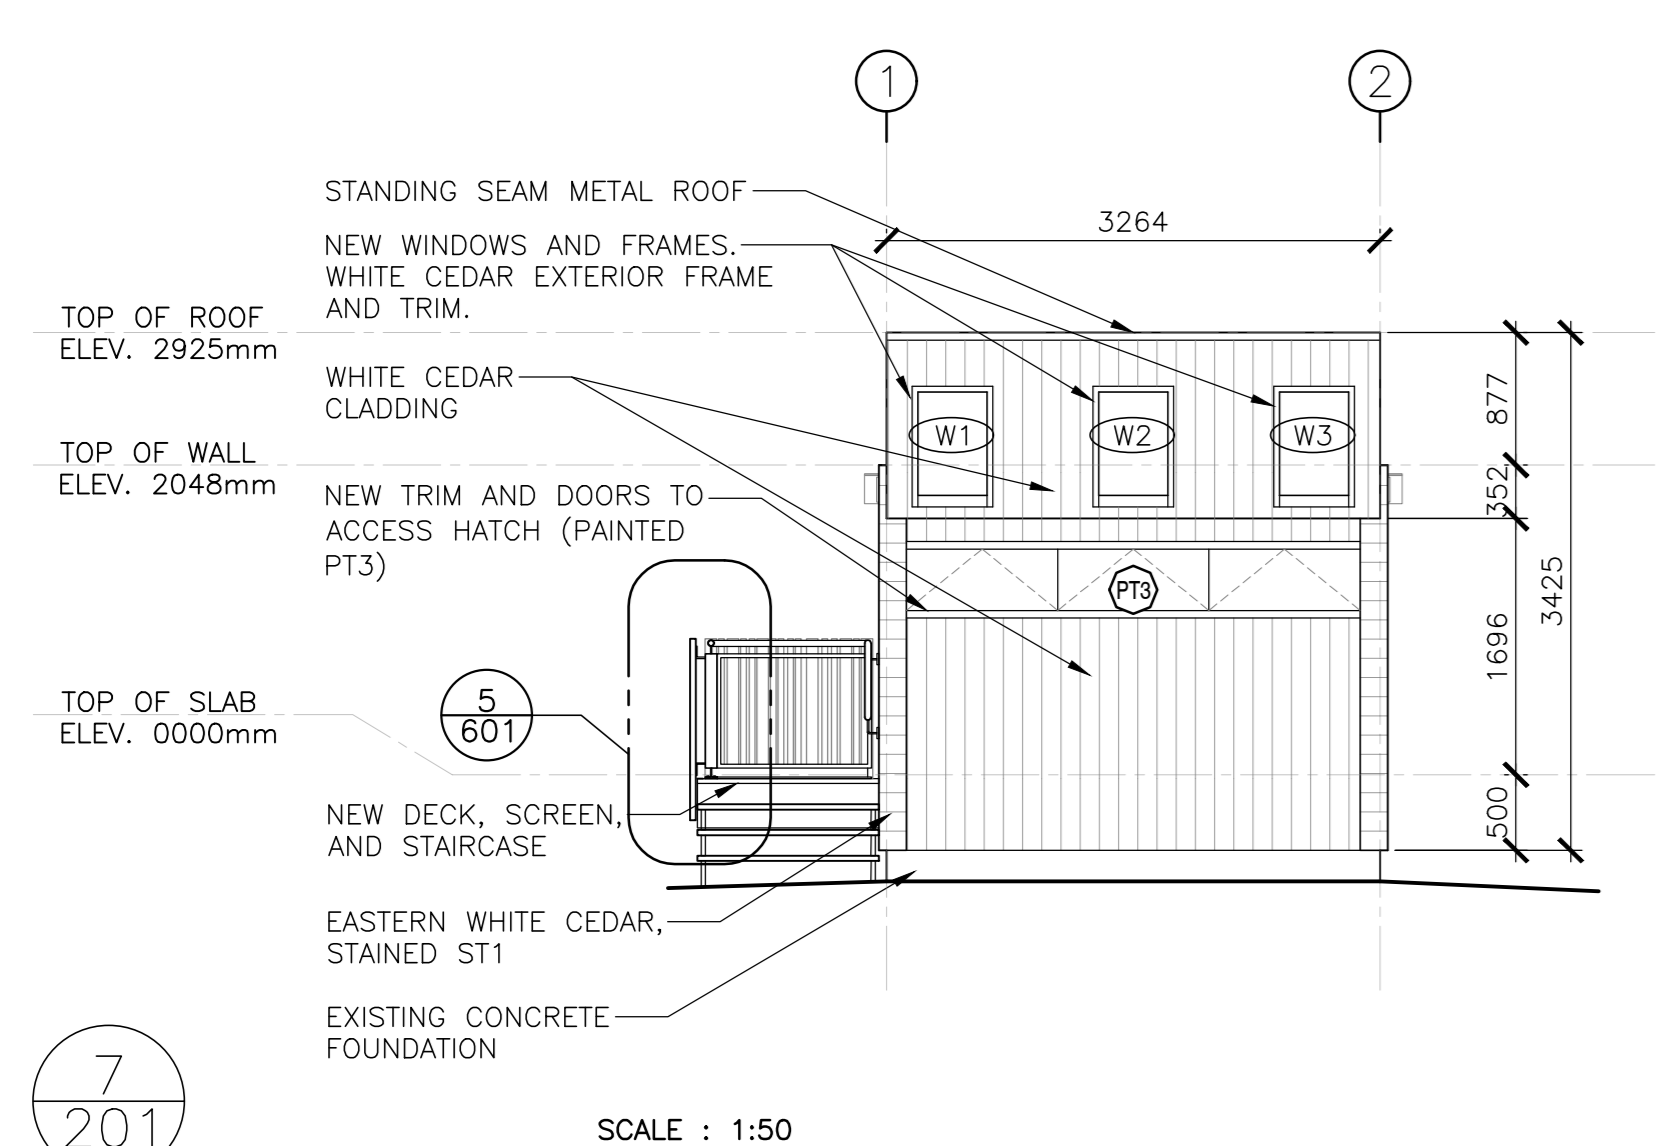 1
2
STANDING SEAM METAL ROOF
3264
NEW WINDOWS AND FRAMES.
WHITE CEDAR EXTERIOR FRAME
AND TRIM.
TOP OF ROOF
ELEV. 2925mm
WHITE CEDAR
CLADDING
877
W1
W2
W3
TOP OF WALL
ELEV. 2048mm
352
NEW TRIM AND DOORS TO
ACCESS HATCH (PAINTED
PT3)
PT3
3425
1696
TOP OF SLAB
ELEV. 0000mm
5
601
NEW DECK, SCREEN,
AND STAIRCASE
500
EASTERN WHITE CEDAR,
STAINED ST1
EXISTING CONCRETE
FOUNDATION
7
201
SCALE : 1:50